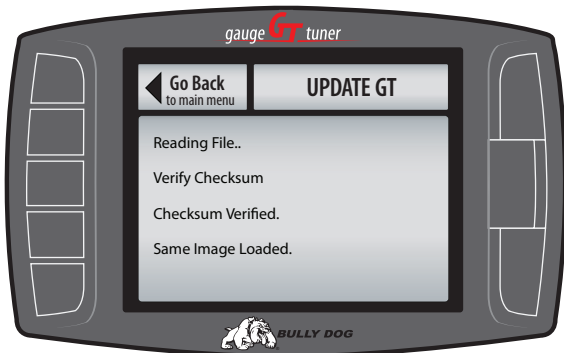 gauge GT tuner
Go Back
to main menu
UPDATE GT
Reading File..
Verify Checksum
Checksum Verified.
Same Image Loaded.
BULLY DOG